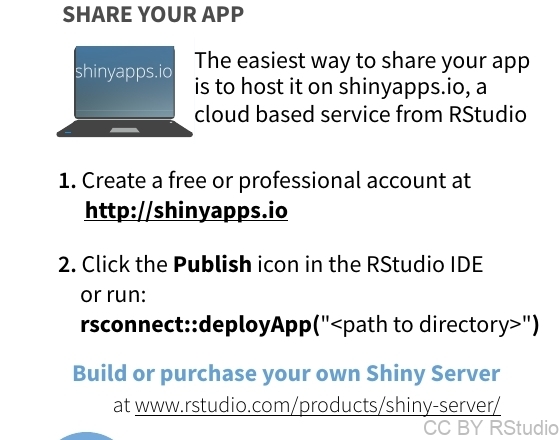 SHARE YOUR APP
shinyapps.io
The easiest way to share your app
is to host it on shinyapps.io, a
cloud based service from RStudio
1. Create a free or professional account at
http://shinyapps.io
2. Click the Publish icon in the RStudio IDE
or run:
rsconnect::deployApp("<path to directory>")
Build or purchase your own Shiny Server
at www.rstudio.com/products/shiny-server/
CC BY RStudio